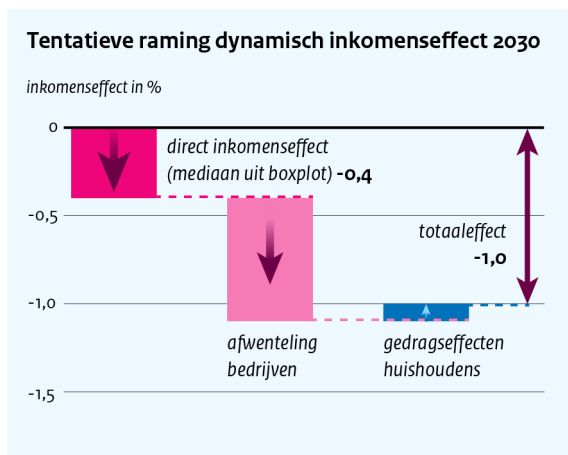 Tentatieve raming dynamisch inkomenseffect 2030
inkomenseffect in %
0
direct inkomenseffect
(mediaan uit boxplot) -0,4
-0,5
totaaleffect
-1,0
-1,0
afwenteling
bedrijven
gedragseffecten
huishoudens
-1,5